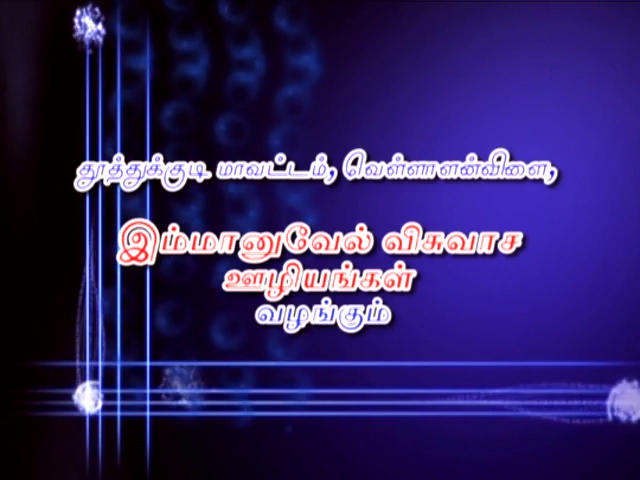 தூத்துக்குடி மாவட்டம், வெள்ளாளன்விளை,
இம்மானுவேல் விசுவாச
ஊழியங்கள்
வழங்கும்